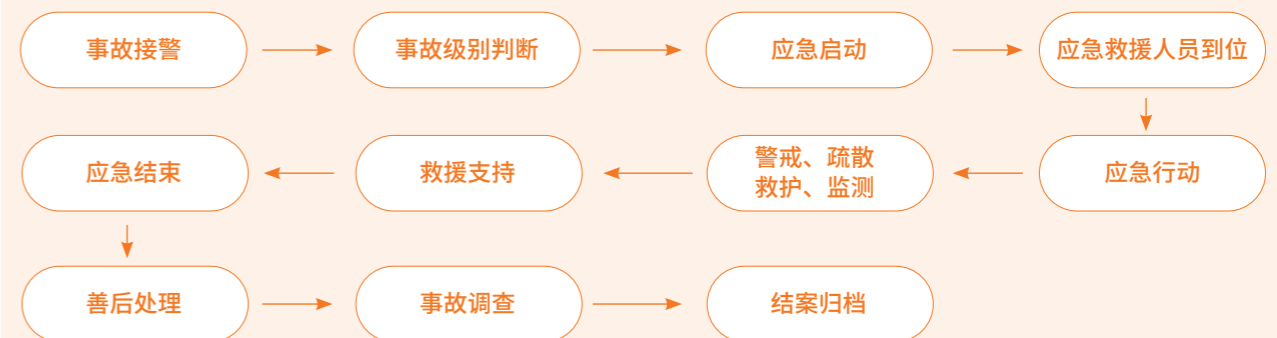 事故接警
事故级别判断
应急启动
应急救援人员到位
应急行动
警戒、疏散
救护、监测
救援支持
应急结束
善后处理
事故调查
结案归档